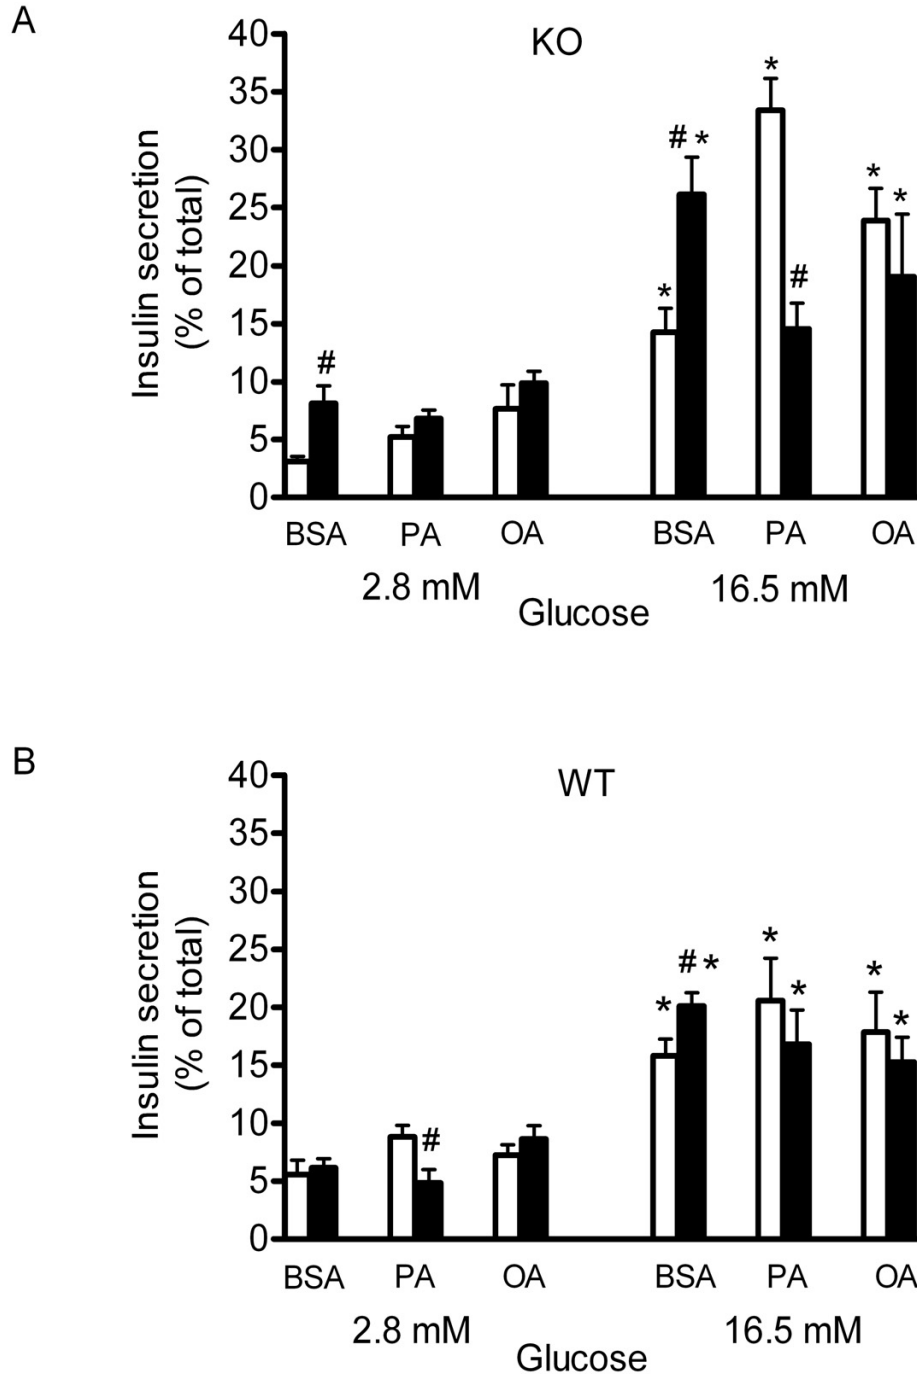 A
KO
Insulin secretion
(% of total)
40
35
30
25
20
15
10
5
0
#
*
# *
*
#
*
*
BSA PA OA BSA PA OA
2.8 mM 16.5 mM
Glucose
B
WT
Insulin secretion
(% of total)
40
35
30
25
20
15
10
5
0
#
*
# *
*
*
*
*
BSA PA OA BSA PA OA
2.8 mM 16.5 mM
Glucose